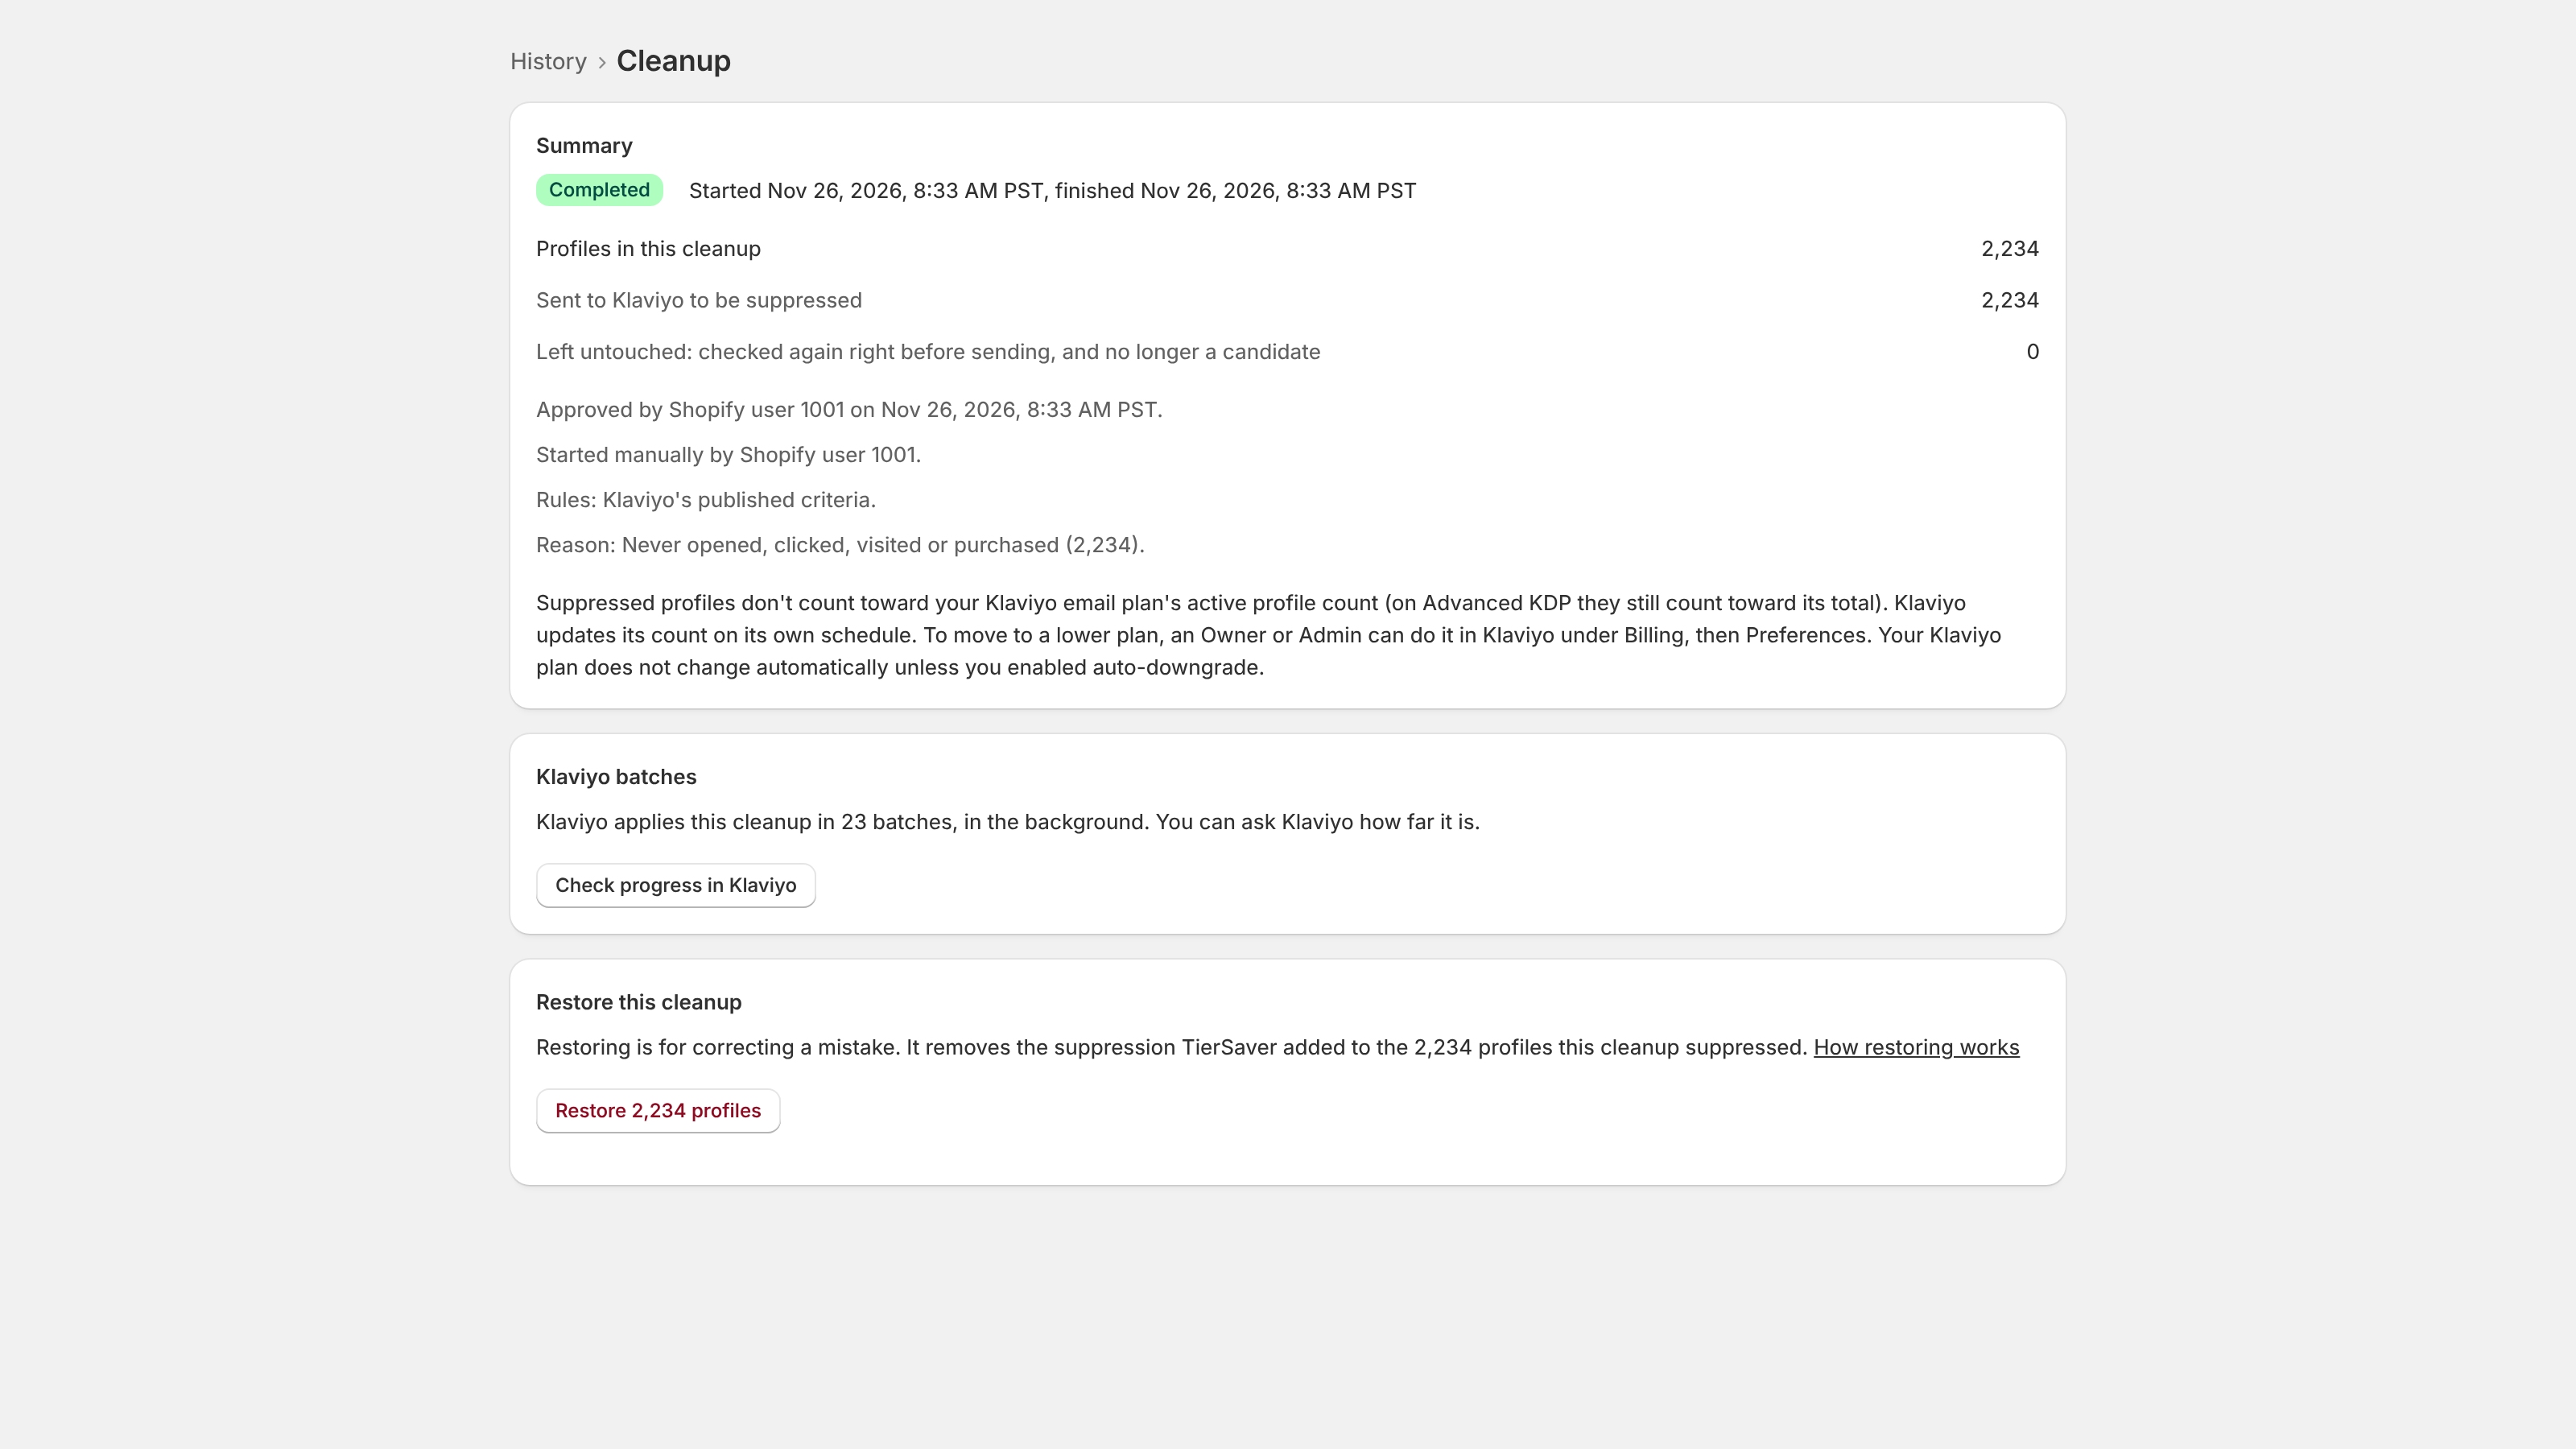 History > Cleanup
Summary
Completed Started Nov 26, 2026, 8:33 AM PST, finished Nov 26, 2026, 8:33 AM PST
Profiles in this cleanup 2,234
Sent to Klaviyo to be suppressed 2,234
Left untouched: checked again right before sending, and no longer a candidate 0
Approved by Shopify user 1001 on Nov 26, 2026, 8:33 AM PST.
Started manually by Shopify user 1001.
Rules: Klaviyo's published criteria.
Reason: Never opened, clicked, visited or purchased (2,234).
Suppressed profiles don't count toward your Klaviyo email plan's active profile count (on Advanced KDP they still count toward its total). Klaviyo
updates its count on its own schedule. To move to a lower plan, an Owner or Admin can do it in Klaviyo under Billing, then Preferences. Your Klaviyo
plan does not change automatically unless you enabled auto-downgrade.
Klaviyo batches
Klaviyo applies this cleanup in 23 batches, in the background. You can ask Klaviyo how far it is.
Check progress in Klaviyo
Restore this cleanup
Restoring is for correcting a mistake. It removes the suppression TierSaver added to the 2,234 profiles this cleanup suppressed. How restoring works
Restore 2,234 profiles